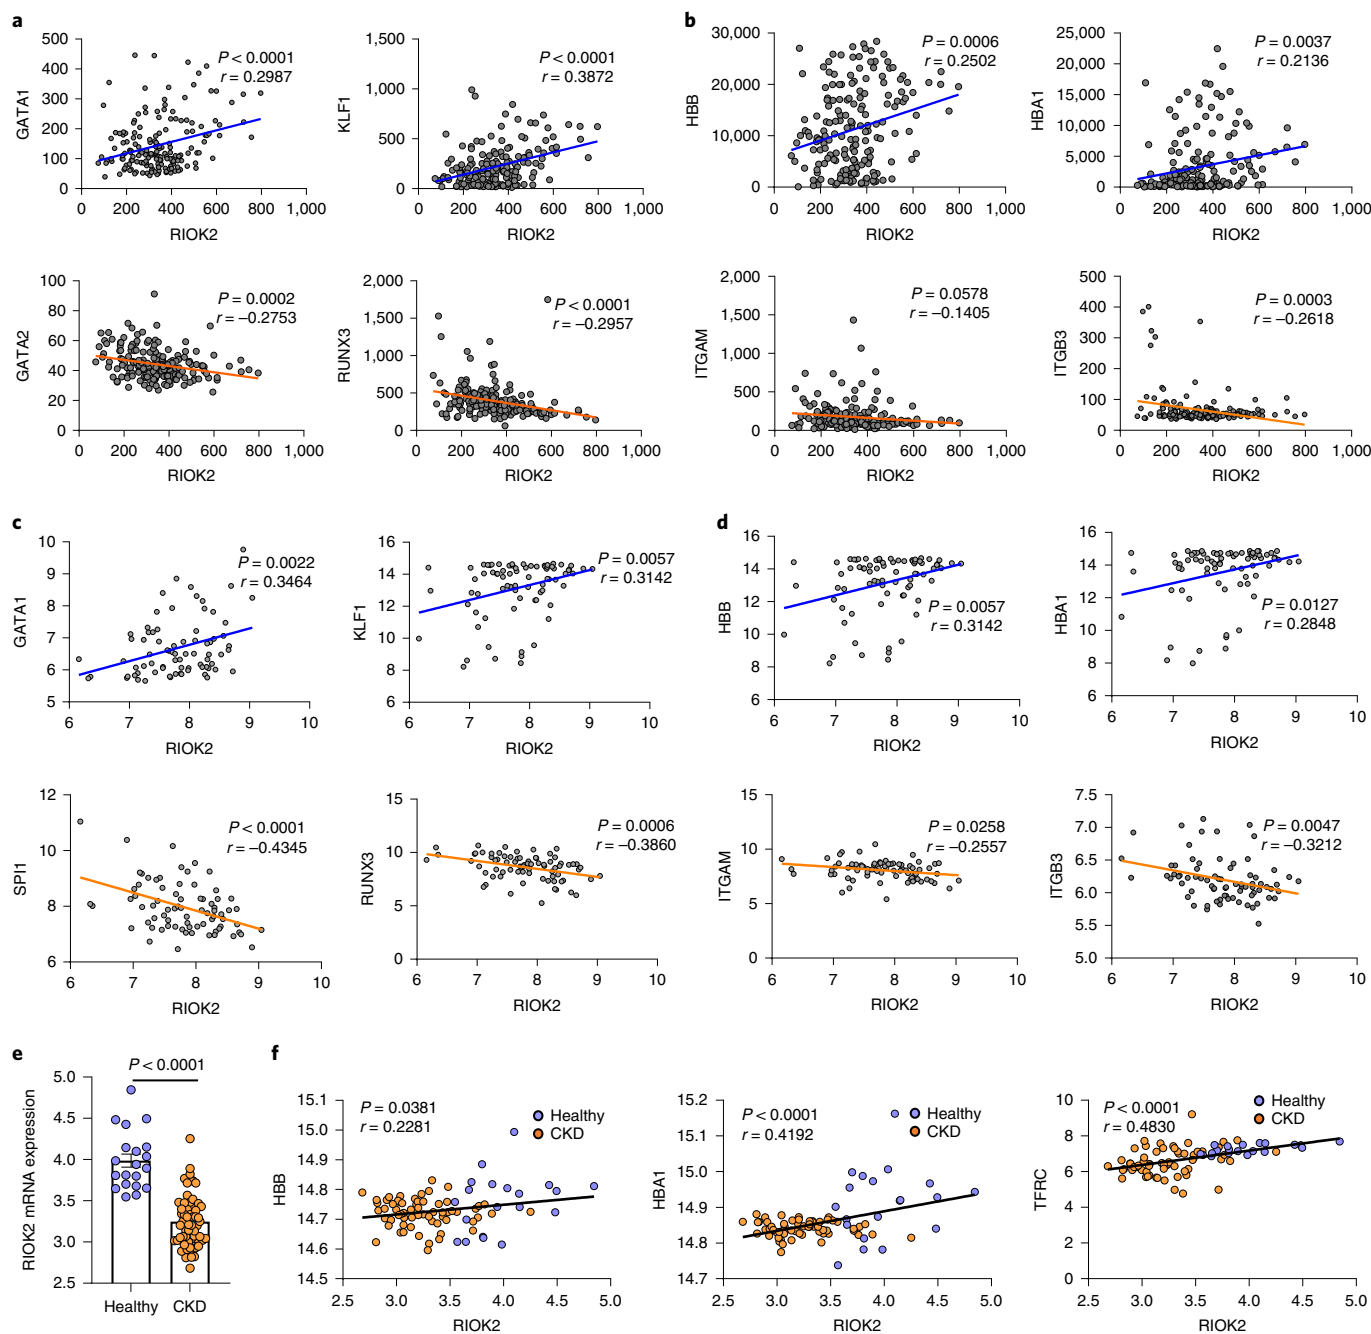 a
500
400
300
200
100
0
GATA1
P < 0.0001
r = 0.2987
0 200 400 600 800 1,000
RIOK2
1,500
1,000
500
0
KLF1
P < 0.0001
r = 0.3872
0 200 400 600 800 1,000
RIOK2
b
30,000
20,000
10,000
0
HBB
P = 0.0006
r = 0.2502
0 200 400 600 800 1,000
RIOK2
25,000
20,000
15,000
10,000
5,000
0
HBA1
P = 0.0037
r = 0.2136
0 200 400 600 800 1,000
RIOK2
100
80
60
40
20
0
GATA2
P = 0.0002
r = −0.2753
0 200 400 600 800 1,000
RIOK2
2,000
1,500
1,000
500
0
RUNX3
P < 0.0001
r = −0.2957
0 200 400 600 800 1,000
RIOK2
2,000
1,500
1,000
500
0
ITGAM
P = 0.0578
r = −0.1405
0 200 400 600 800 1,000
RIOK2
500
400
300
200
100
0
ITGB3
P = 0.0003
r = −0.2618
0 200 400 600 800 1,000
RIOK2
c
10
9
8
7
6
5
GATA1
P = 0.0022
r = 0.3464
6 7 8 9 10
RIOK2
16
14
12
10
8
6
KLF1
P = 0.0057
r = 0.3142
6 7 8 9 10
RIOK2
d
16
14
12
10
8
6
HBB
P = 0.0057
r = 0.3142
6 7 8 9 10
RIOK2
16
14
12
10
8
6
HBA1
P = 0.0127
r = 0.2848
6 7 8 9 10
RIOK2
12
10
8
6
SPI1
P < 0.0001
r = −0.4345
6 7 8 9 10
RIOK2
15
10
5
0
RUNX3
P = 0.0006
r = −0.3860
6 7 8 9 10
RIOK2
15
10
5
0
ITGAM
P = 0.0258
r = −0.2557
6 7 8 9 10
RIOK2
7.5
7.0
6.5
6.0
5.5
5.0
ITGB3
P = 0.0047
r = −0.3212
6 7 8 9 10
RIOK2
e
P < 0.0001
5.0
4.5
4.0
3.5
3.0
2.5
RIOK2 mRNA expression
Healthy CKD
f
15.1
15.0
14.9
14.8
14.7
14.6
14.5
HBB
P = 0.0381
r = 0.2281
Healthy
CKD
2.5 3.0 3.5 4.0 4.5 5.0
RIOK2
15.2
15.1
15.0
14.9
14.8
14.7
HBA1
P < 0.0001
r = 0.4192
Healthy
CKD
2.5 3.0 3.5 4.0 4.5 5.0
RIOK2
10
8
6
4
2
0
TFRC
P < 0.0001
r = 0.4830
Healthy
CKD
2.5 3.0 3.5 4.0 4.5 5.0
RIOK2